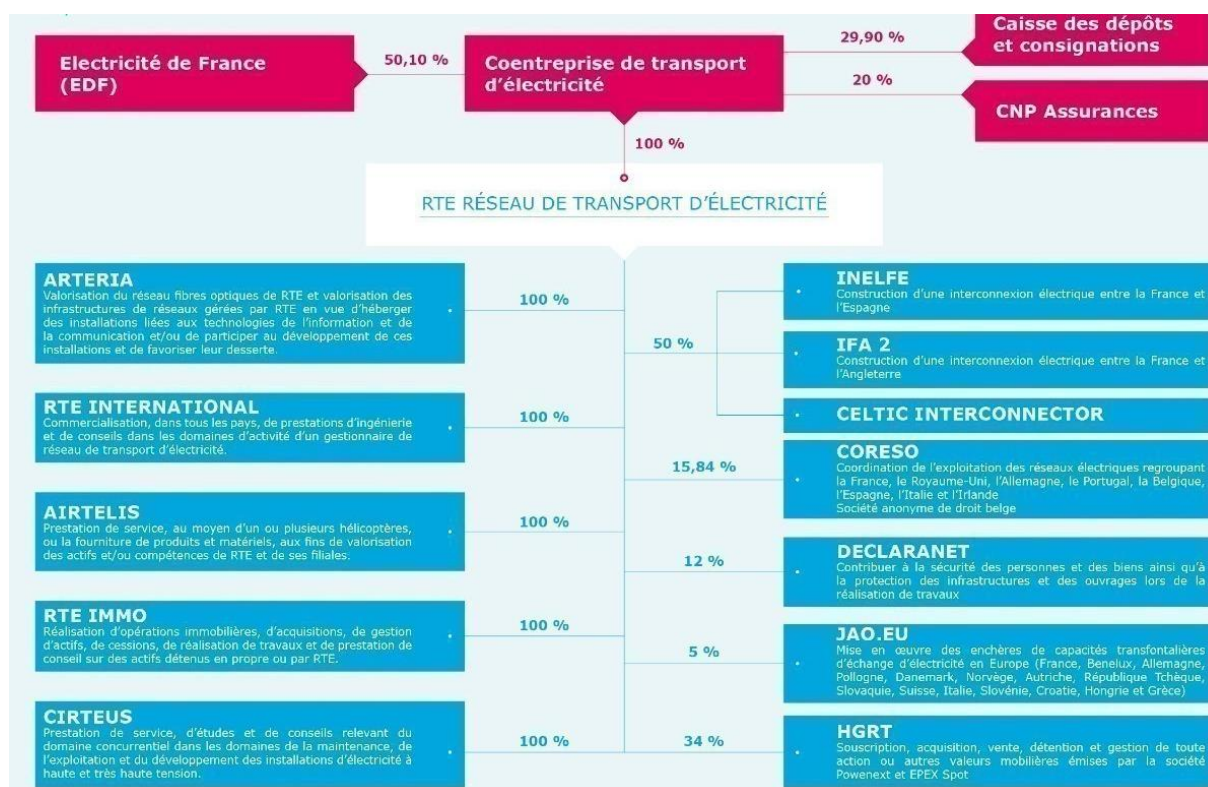 Electricité de France
(EDF)
50,10 %
Coentreprise de transport
d'électricité
29,90 %
Caisse des dépôts
et consignations
20 %
CNP Assurances
100 %
RTE RÉSEAU DE TRANSPORT D'ÉLECTRICITÉ
ARTERIA
Valorisation du réseau fibres optiques de RTE et valorisation des
infrastructures de réseaux gérées par RTE en vue d'héberger
des installations liées aux technologies de l'information et de
la communication et/ou de participer au développement de ces
installations et de favoriser leur desserte.
100 %
RTE INTERNATIONAL
Commercialisation, dans tous les pays, de prestations d'ingénierie
et de conseils dans les domaines d'activité d'un gestionnaire de
réseau de transport d'électricité.
100 %
AIRTELIS
Prestation de service, au moyen d'un ou plusieurs hélicoptères,
ou la fourniture de produits et matériels, aux fins de valorisation
des actifs et/ou compétences de RTE et de ses filiales.
100 %
RTE IMMO
Réalisation d'opérations immobilières, d'acquisitions, de gestion
d'actifs, de cessions, de réalisation de travaux et de prestation de
conseil sur des actifs détenus en propre ou par RTE.
100 %
CIRTEUS
Prestation de service, d'études et de conseils relevant du
domaine concurrentiel dans les domaines de la maintenance, de
l'exploitation et du développement des installations d'électricité à
haute et très haute tension.
100 %
50 %
INELFE
Construction d'une interconnexion électrique entre la France et
l'Espagne
IFA 2
Construction d'une interconnexion électrique entre la France et
l'Angleterre
CELTIC INTERCONNECTOR
15,84 %
CORESO
Coordination de l'exploitation des réseaux électriques regroupant
la France, le Royaume-Uni, l'Allemagne, le Portugal, la Belgique,
l'Espagne, l'Italie et l'Irlande
Société anonyme de droit belge
12 %
DECLARANET
Contribuer à la sécurité des personnes et des biens ainsi qu'à
la protection des infrastructures et des ouvrages lors de la
réalisation de travaux
5 %
JAO.EU
Mise en œuvre des enchères de capacités transfontalières
d'échange d'électricité en Europe (France, Benelux, Allemagne,
Pollogne, Danemark, Norvège, Autriche, République Tchèque,
Slovaquie, Suisse, Italie, Slovénie, Croatie, Hongrie et Grèce)
34 %
HGRT
Souscription, acquisition, vente, détention et gestion de toute
action ou autres valeurs mobilières émises par la société
Powenext et EPEX Spot